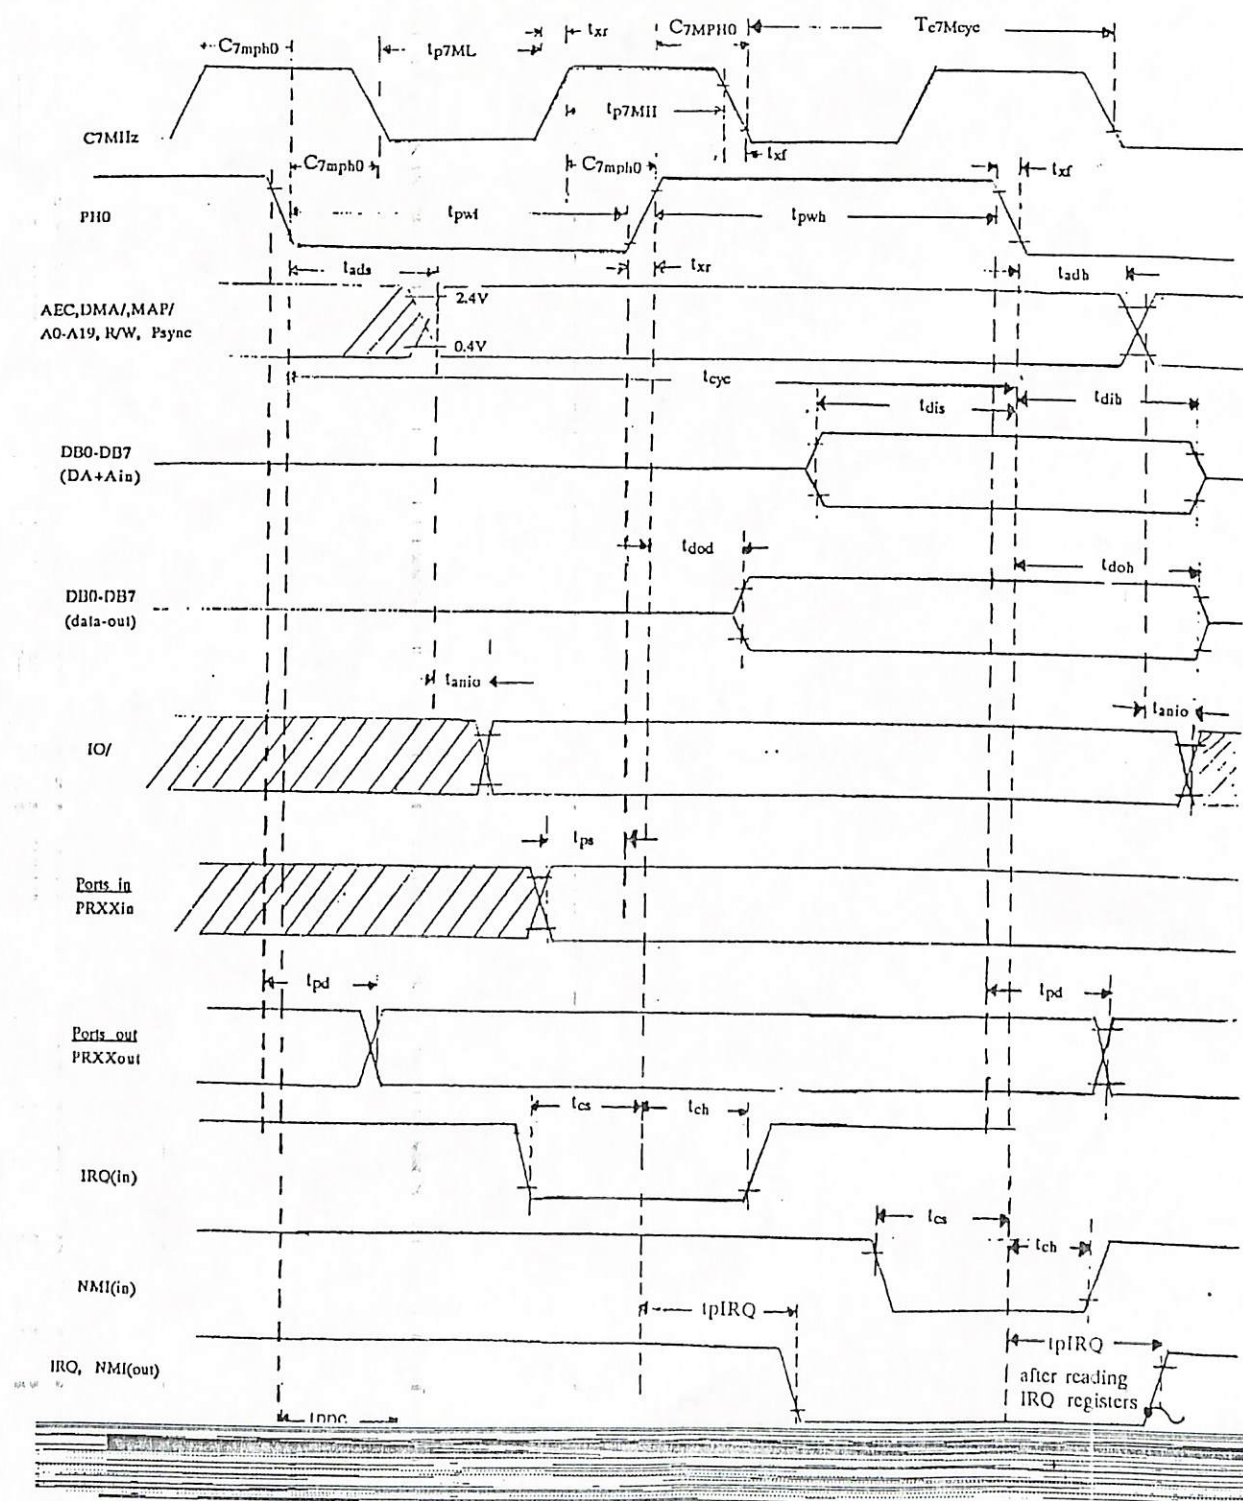 C7mph0 tp7ML txr C7MPH0 Tc7Mcyc
tp7MH
C7MHz
txf
C7mph0 C7mph0 txf
PH0
tpwl tpwh
tads txr tadh
2.4V
AEC,DMA/,MAP/
A0-A19, R/W, Psync
0.4V
tcyc
tdis tdih
DB0-DB7
(DA+Ain)
tdod
tdoh
DB0-DB7
(data-out)
tanio
tanio
IO/
tps
Ports in
PRXXin
tpd tpd
Ports out
PRXXout
tcs tch
IRQ(in)
tcs
tch
NMI(in)
tpIRQ
tpIRQ
IRQ, NMI(out)
after reading
IRQ registers